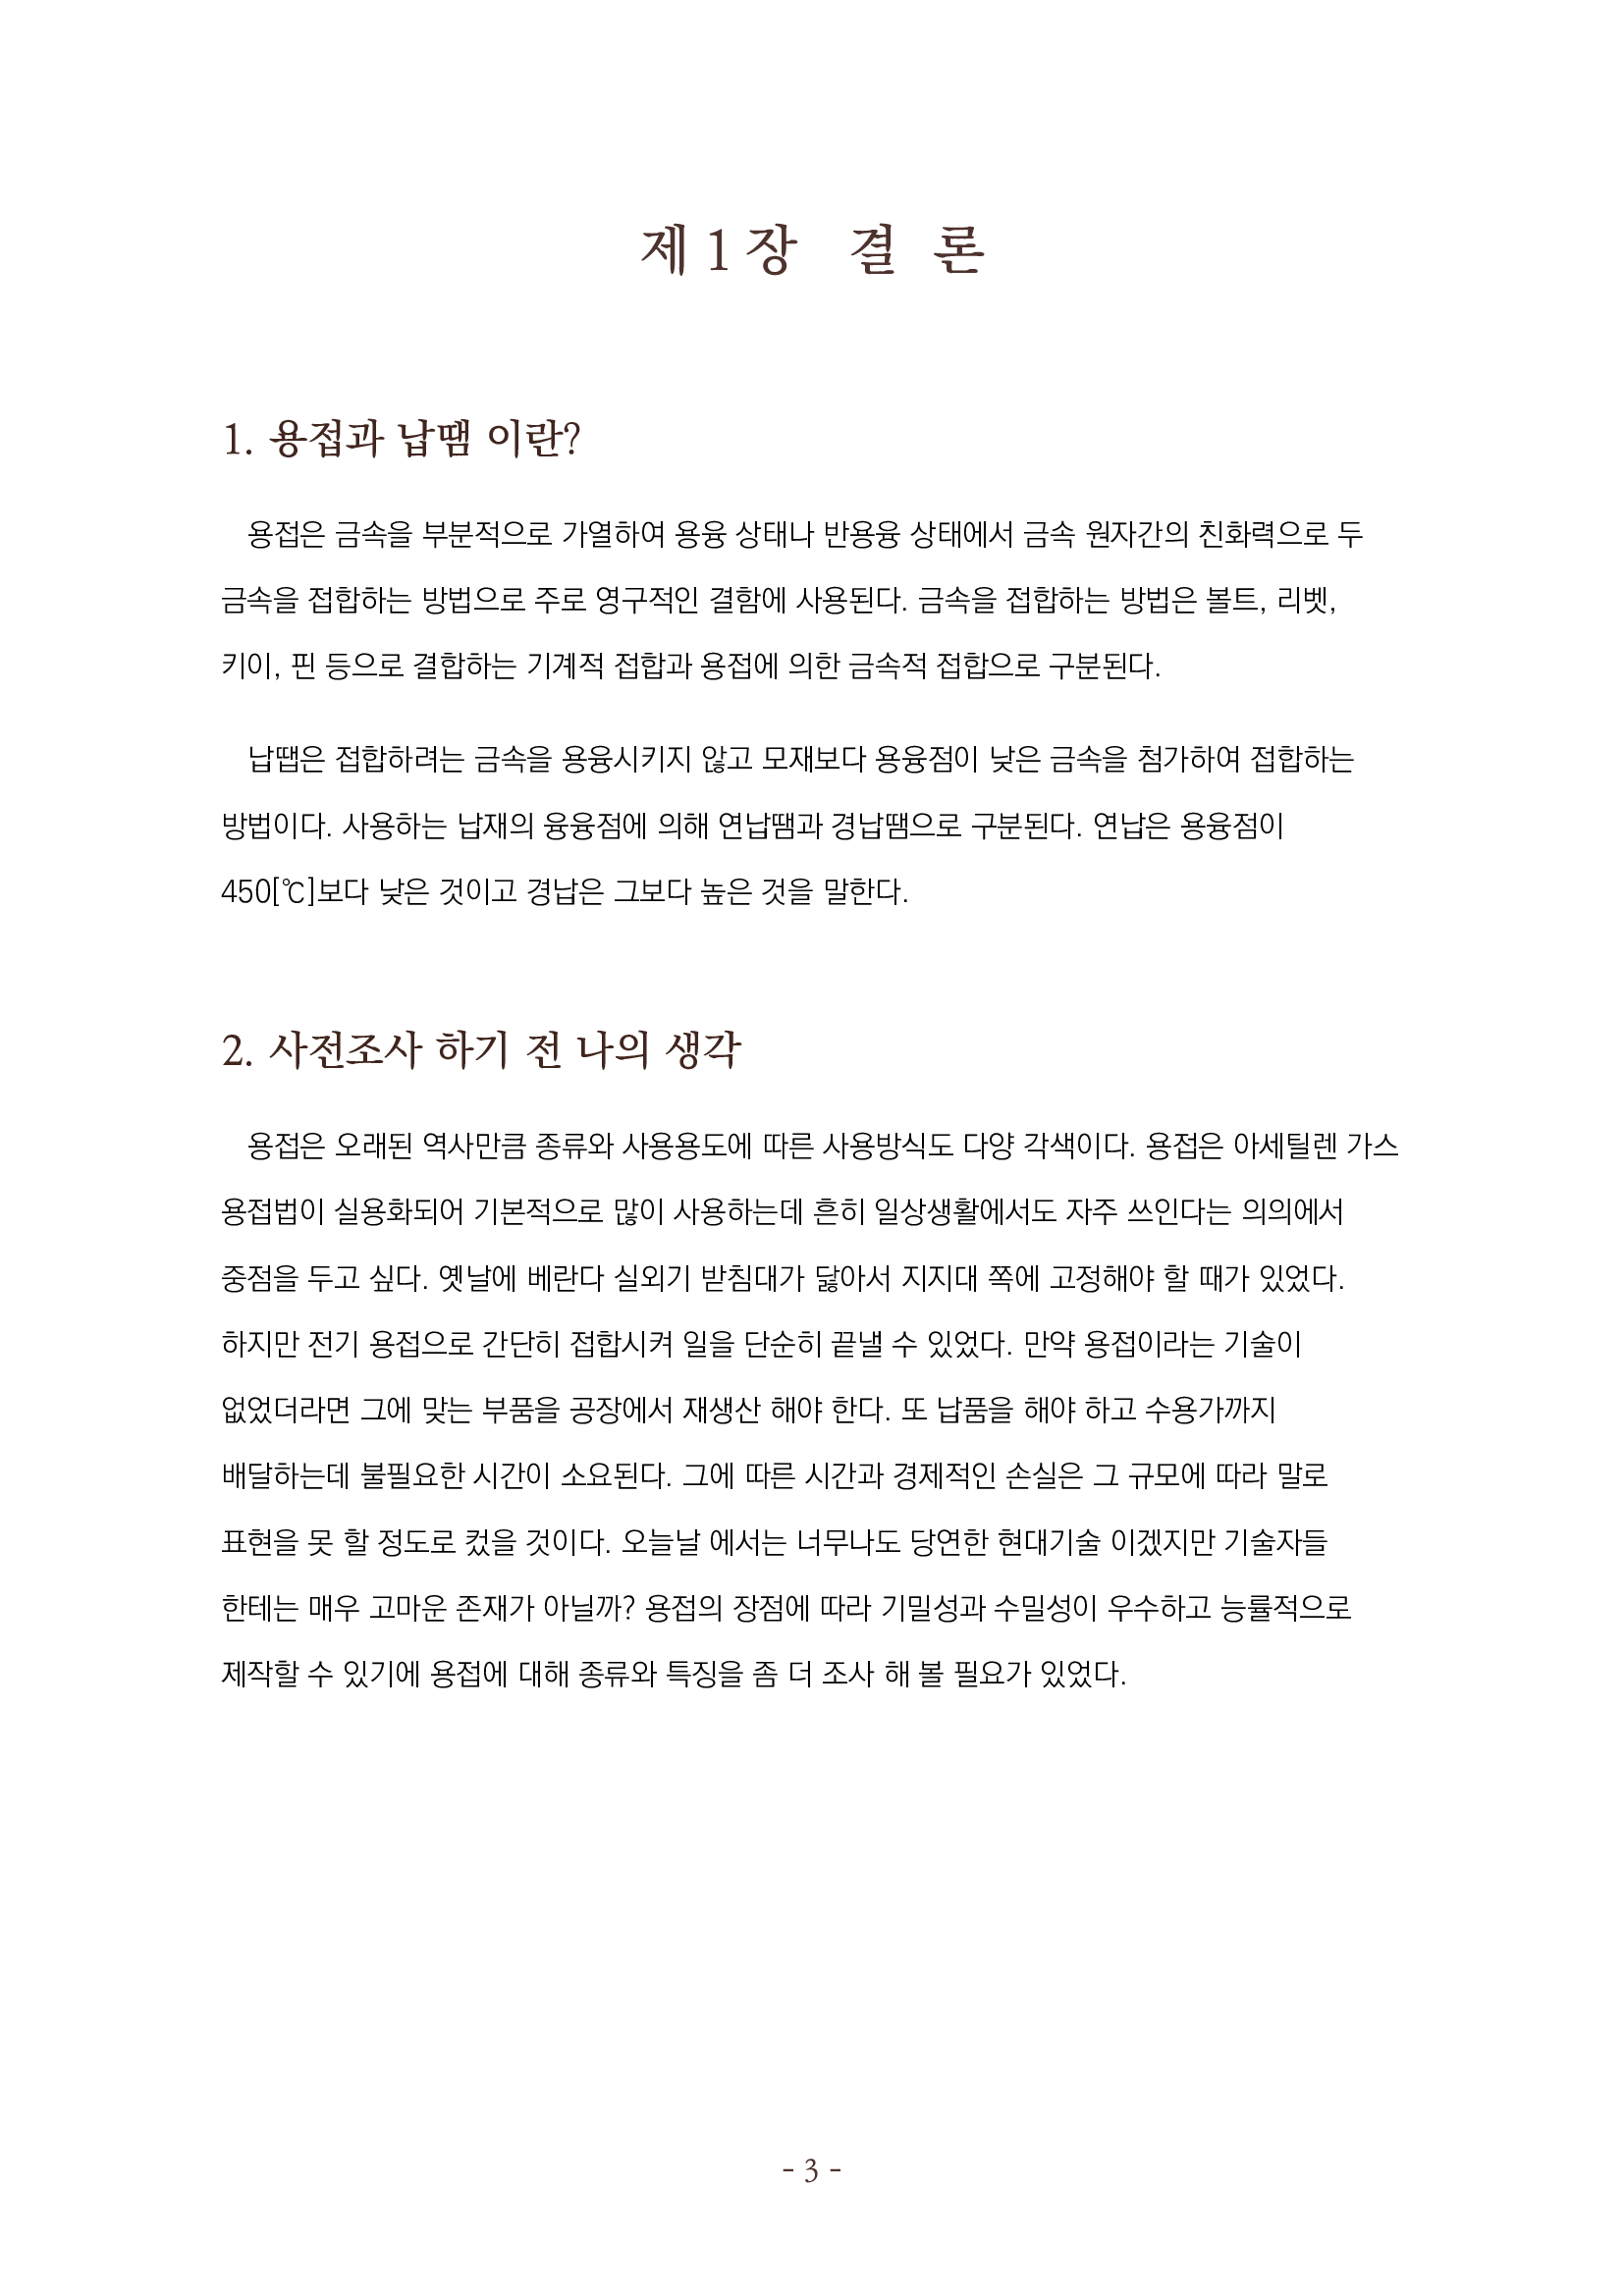 제1장 결 론
1. 용접과 납땜 이란?
용접은 금속을 부분적으로 가열하여 용융 상태나 반용융 상태에서 금속 원자간의 친화력으로 두
금속을 접합하는 방법으로 주로 영구적인 결함에 사용된다. 금속을 접합하는 방법은 볼트, 리벳,
키이, 핀 등으로 결합하는 기계적 접합과 용접에 의한 금속적 접합으로 구분된다.
납땝은 접합하려는 금속을 용융시키지 않고 모재보다 용융점이 낮은 금속을 첨가하여 접합하는
방법이다. 사용하는 납재의 융융점에 의해 연납땜과 경납땜으로 구분된다. 연납은 용융점이
450[℃]보다 낮은 것이고 경납은 그보다 높은 것을 말한다.
2. 사전조사 하기 전 나의 생각
용접은 오래된 역사만큼 종류와 사용용도에 따른 사용방식도 다양 각색이다. 용접은 아세틸렌 가스
용접법이 실용화되어 기본적으로 많이 사용하는데 흔히 일상생활에서도 자주 쓰인다는 의의에서
중점을 두고 싶다. 옛날에 베란다 실외기 받침대가 닳아서 지지대 쪽에 고정해야 할 때가 있었다.
하지만 전기 용접으로 간단히 접합시켜 일을 단순히 끝낼 수 있었다. 만약 용접이라는 기술이
없었더라면 그에 맞는 부품을 공장에서 재생산 해야 한다. 또 납품을 해야 하고 수용가까지
배달하는데 불필요한 시간이 소요된다. 그에 따른 시간과 경제적인 손실은 그 규모에 따라 말로
표현을 못 할 정도로 컸을 것이다. 오늘날 에서는 너무나도 당연한 현대기술 이겠지만 기술자들
한테는 매우 고마운 존재가 아닐까? 용접의 장점에 따라 기밀성과 수밀성이 우수하고 능률적으로
제작할 수 있기에 용접에 대해 종류와 특징을 좀 더 조사 해 볼 필요가 있었다.
- 3 -